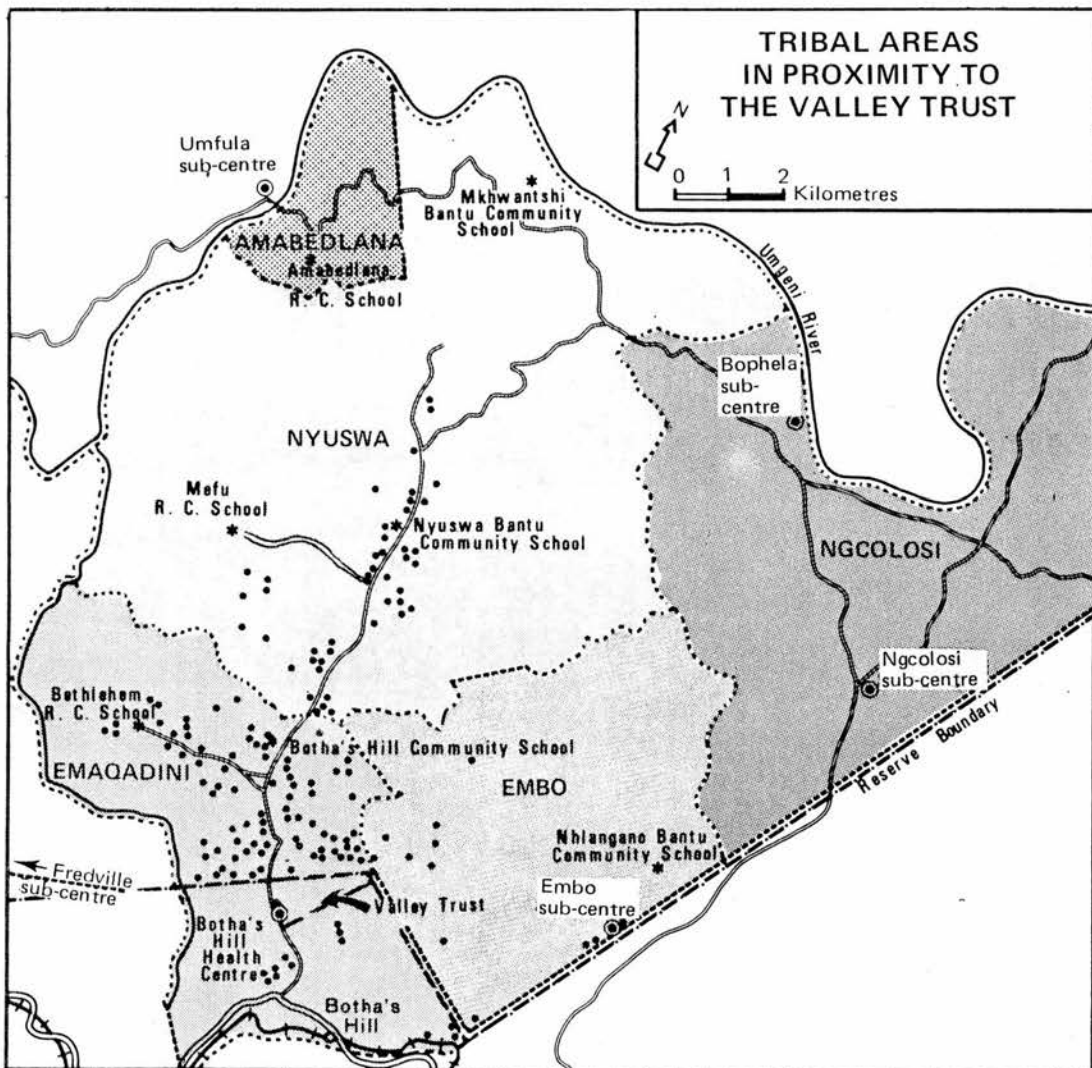 TRIBAL AREAS
IN PROXIMITY TO
THE VALLEY TRUST
N
0 1 2
Kilometres
Umfula
sub-centre
Mkhwantshi
Bantu Community
School
AMABEDLANA
Amabedlana
R. C. School
Umgeni River
Bophela
sub-
centre
NYUSWA
Mefu
R. C. School
Nyuswa Bantu
Community School
NGCOLOSI
Ngcolosi
sub-centre
Reserve Boundary
Bethlehem
R. C. School
Botha's Hill Community School
EMAQADINI
EMBO
Nhlangano Bantu
Community School
Fredville
sub-centre
Embo
sub-centre
Valley Trust
Botha's
Hill
Health
Centre
Botha's
Hill